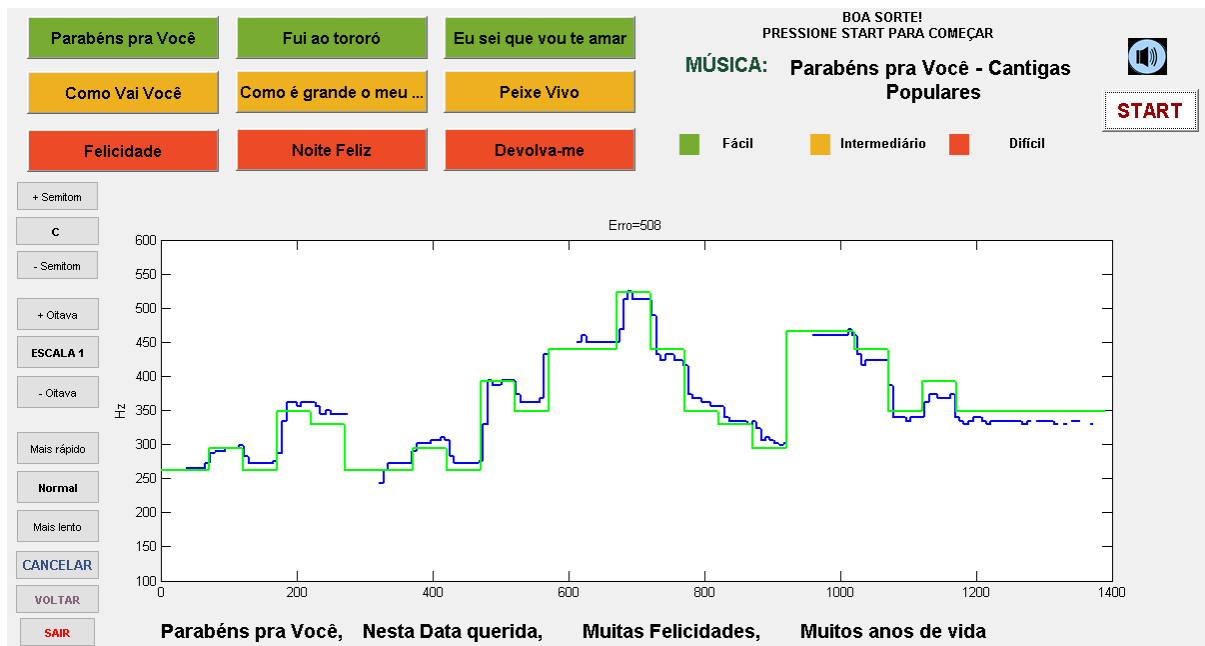 Parabéns pra Você
Fui ao tororó
Eu sei que vou te amar
Como Vai Você
Como é grande o meu ...
Peixe Vivo
Felicidade
Noite Feliz
Devolva-me
BOA SORTE!
PRESSIONE START PARA COMEÇAR
MÚSICA:
Parabéns pra Você - Cantigas
Populares
START
Fácil
Intermediário
Difícil
+ Semitom
C
- Semitom
+ Oitava
ESCALA 1
- Oitava
Mais rápido
Normal
Mais lento
CANCELAR
VOLTAR
SAIR
Erro=508
600
550
500
450
400
350
300
250
200
150
100
Hz
0 200 400 600 800 1000 1200 1400
Parabéns pra Você, Nesta Data querida, Muitas Felicidades, Muitos anos de vida